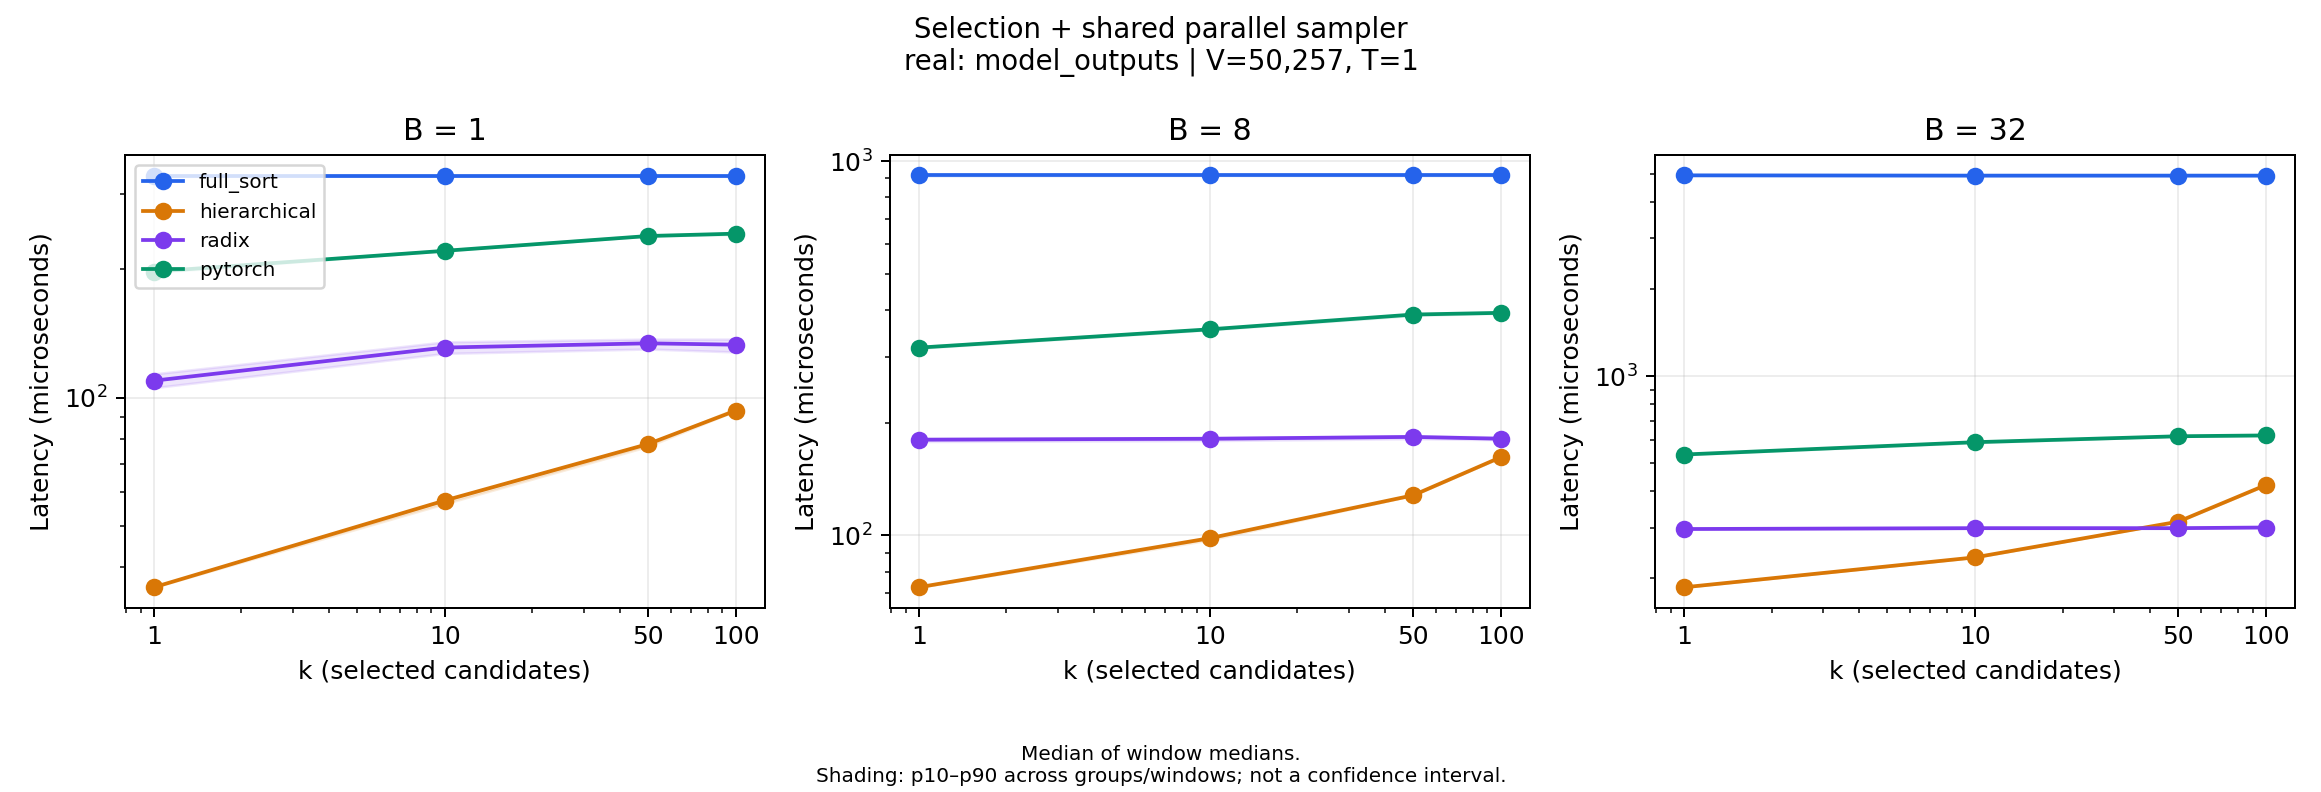 Selection + shared parallel sampler
real: model_outputs | V=50,257, T=1
B = 1
full_sort
hierarchical
radix
pytorch
Latency (microseconds)
10²
1 10 50 100
k (selected candidates)
B = 8
Latency (microseconds)
10³
10²
1 10 50 100
k (selected candidates)
B = 32
Latency (microseconds)
10³
1 10 50 100
k (selected candidates)
Median of window medians.
Shading: p10–p90 across groups/windows; not a confidence interval.